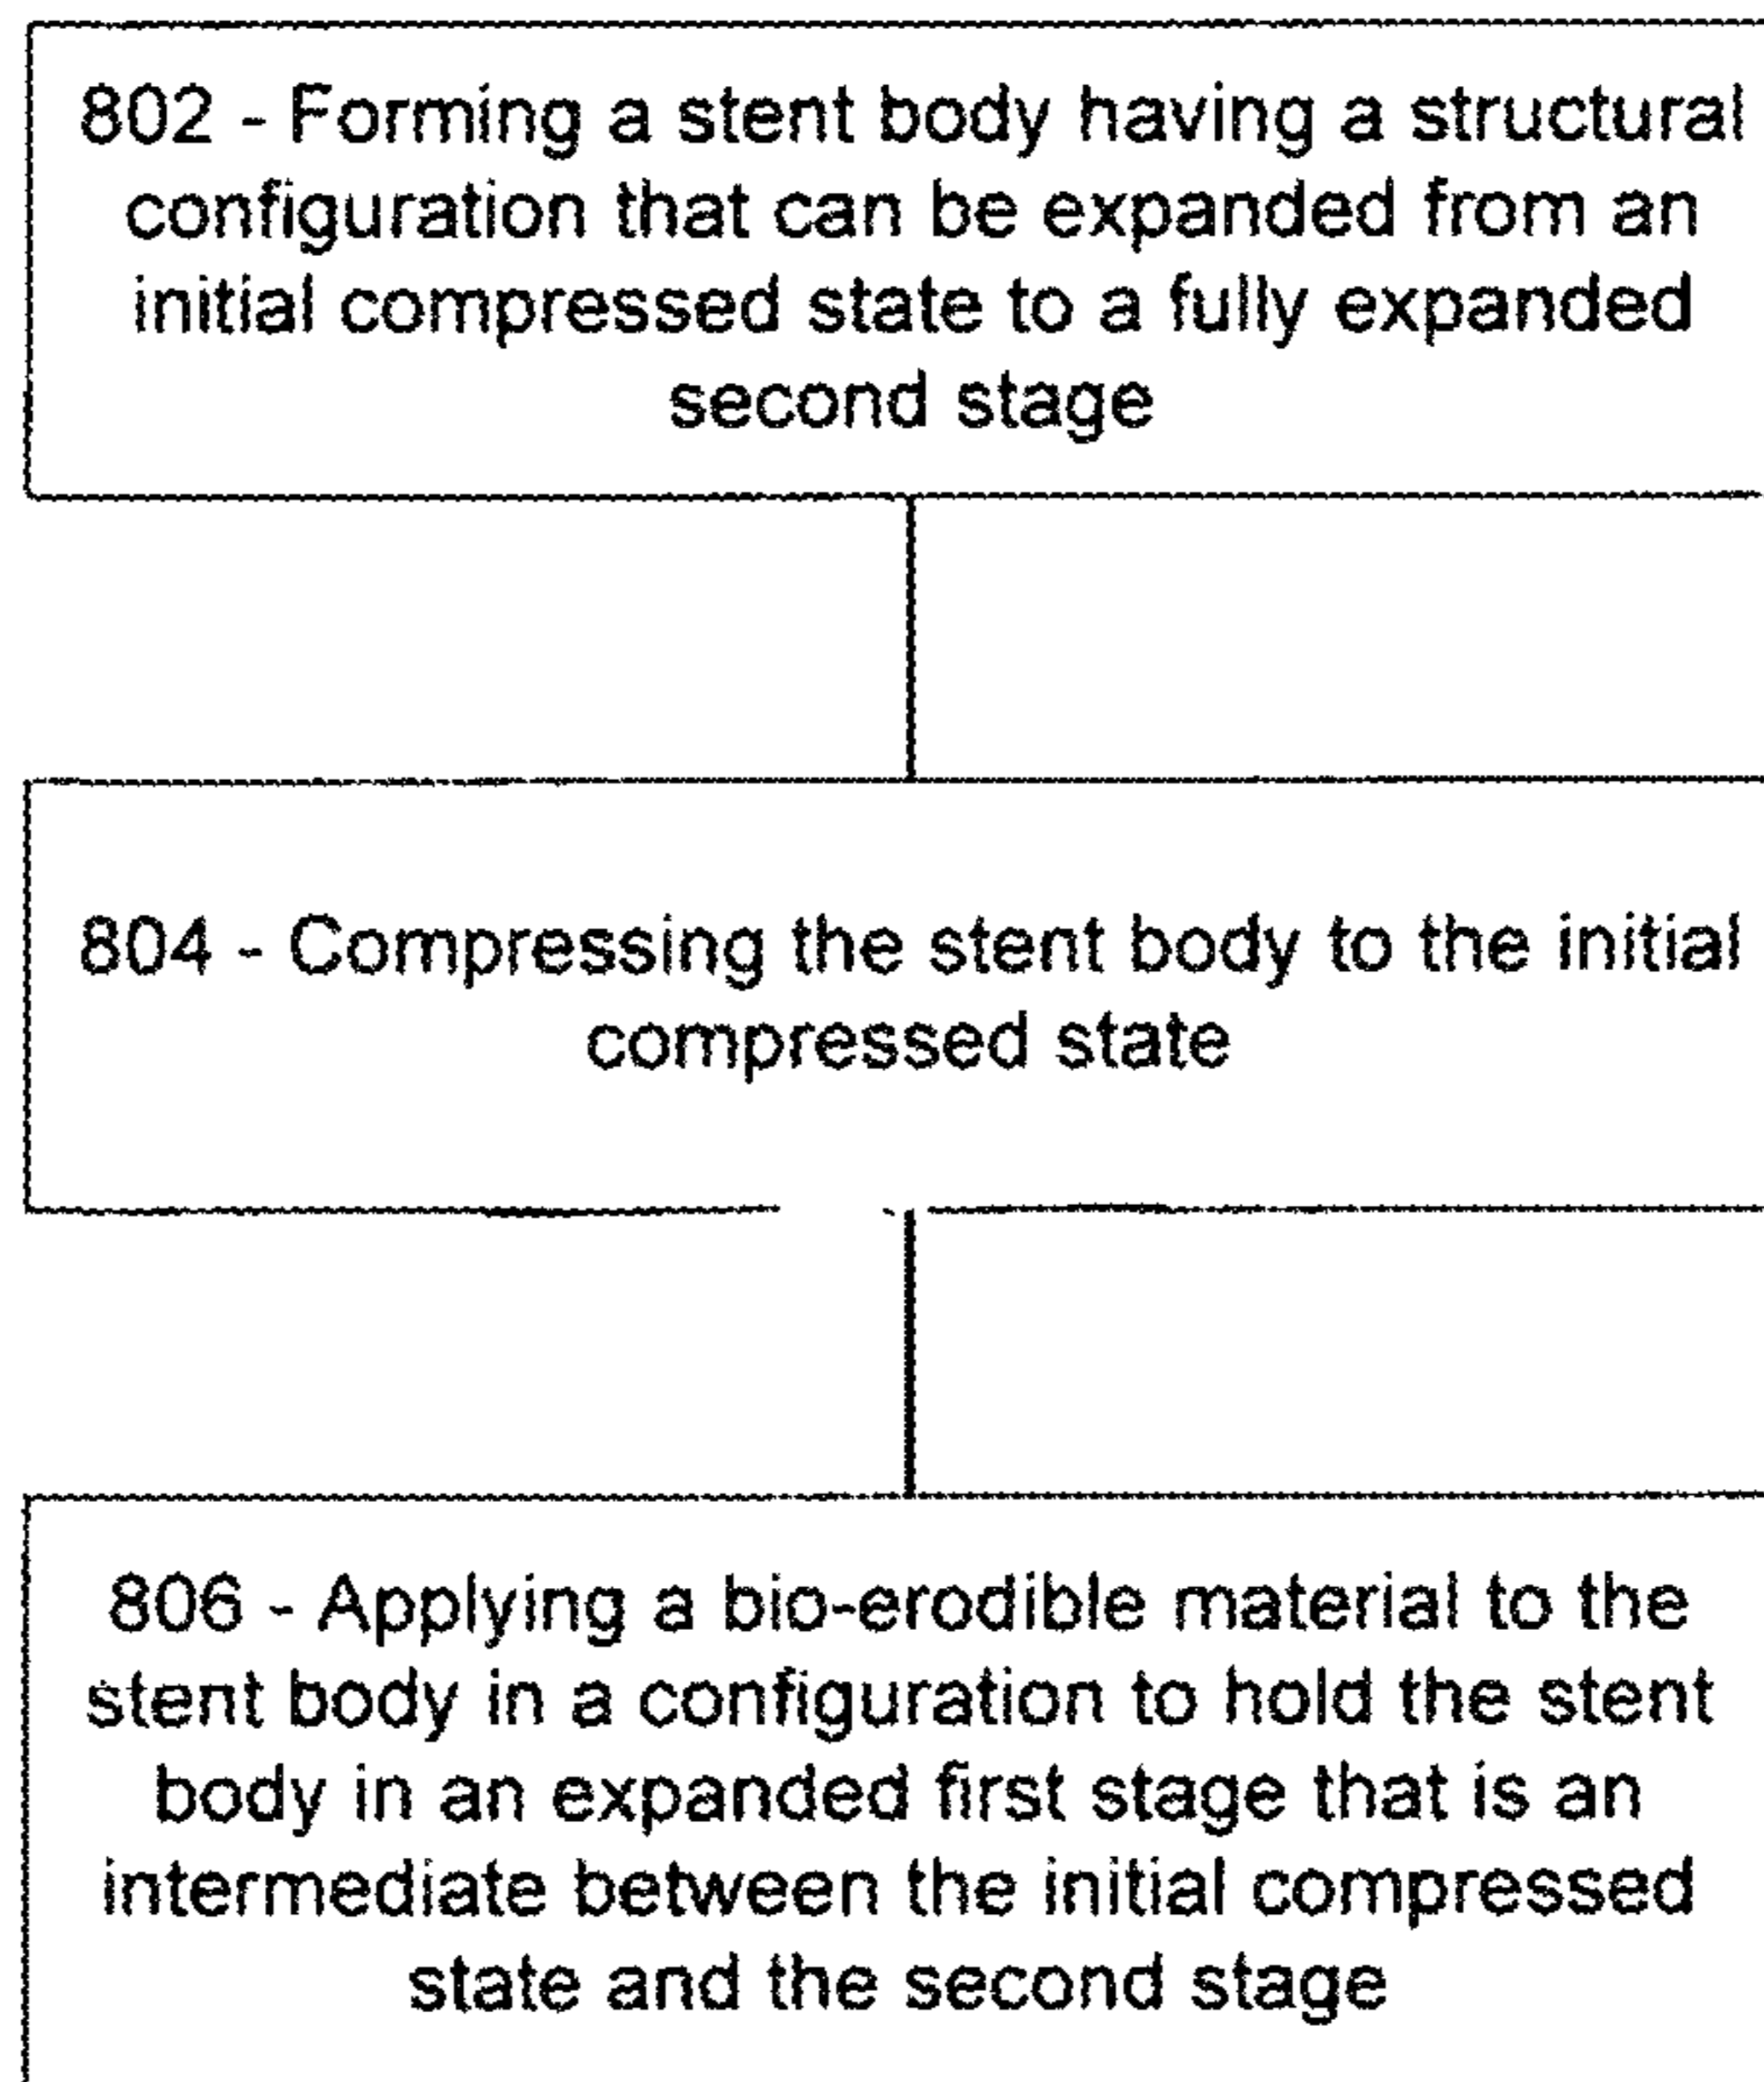 802 - Forming a stent body having a structural
configuration that can be expanded from an
initial compressed state to a fully expanded
second stage
804 - Compressing the stent body to the initial
compressed state
806 - Applying a bio-erodible material to the
stent body in a configuration to hold the stent
body in an expanded first stage that is an
intermediate between the initial compressed
state and the second stage